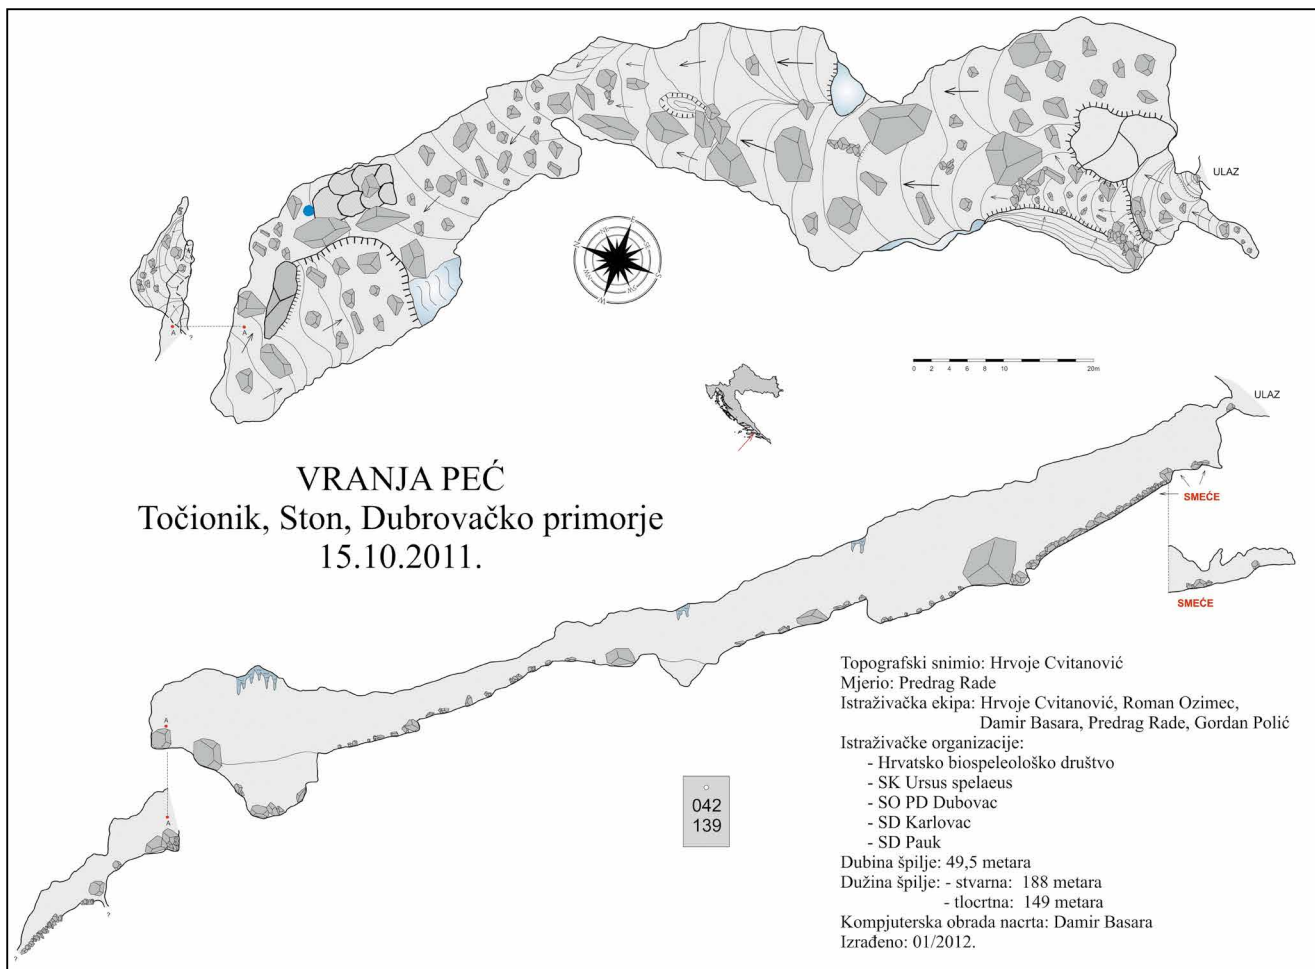 ULAZ
N
NE
E
SE
S
SW
W
NW
A
A
?
0 2 4 6 8 10 20m
ULAZ
SMEĆE
SMEĆE
VRANJA PEĆ
Točionik, Ston, Dubrovačko primorje
15.10.2011.
A
A
?
?
042
139
Topografski snimio: Hrvoje Cvitanović
Mjerio: Predrag Rade
Istraživačka ekipa: Hrvoje Cvitanović, Roman Ozimec,
Damir Basara, Predrag Rade, Gordan Polić
Istraživačke organizacije:
- Hrvatsko biospeleološko društvo
- SK Ursus spelaeus
- SO PD Dubovac
- SD Karlovac
- SD Pauk
Dubina špilje: 49,5 metara
Dužina špilje: - stvarna: 188 metara
- tlocrtna: 149 metara
Kompjuterska obrada nacrta: Damir Basara
Izrađeno: 01/2012.